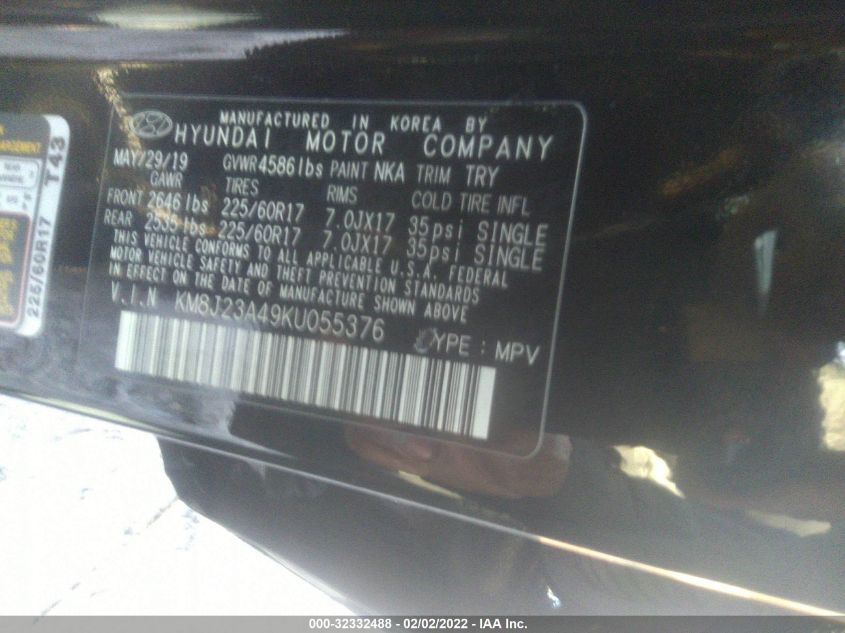 MANUFACTURED IN KOREA BY
HYUNDAI MOTOR COMPANY
MAY/29/19 GVWR 4586 lbs PAINT NKA TRIM TRY
GAWR TIRES RIMS COLD TIRE INFL
FRONT 2646 lbs 225/60R17 7.0JX17 35psi SINGLE
REAR 2535 lbs 225/60R17 7.0JX17 35psi SINGLE
THIS VEHICLE CONFORMS TO ALL APPLICABLE U.S.A. FEDERAL
MOTOR VEHICLE SAFETY AND THEFT PREVENTION STANDARDS
IN EFFECT ON THE DATE OF MANUFACTURE SHOWN ABOVE
V.I.N KM8J23A49KU055376
TYPE : MPV
T43
225/60R17
000-32332488 - 02/02/2022 - IAA Inc.